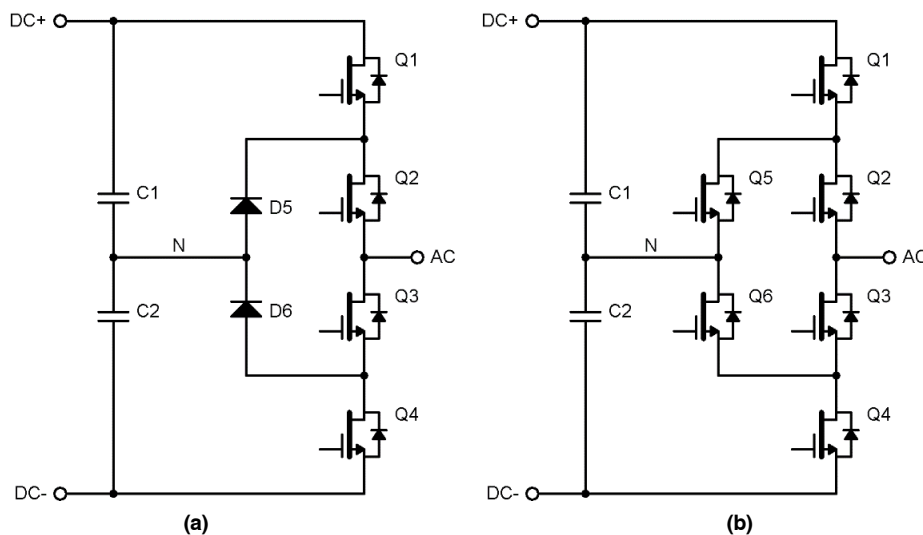 DC+
Q1
C1
D5
Q2
N
AC
C2
D6
Q3
Q4
DC-
(a)
DC+
Q1
C1
Q5
Q2
N
AC
C2
Q6
Q3
Q4
DC-
(b)